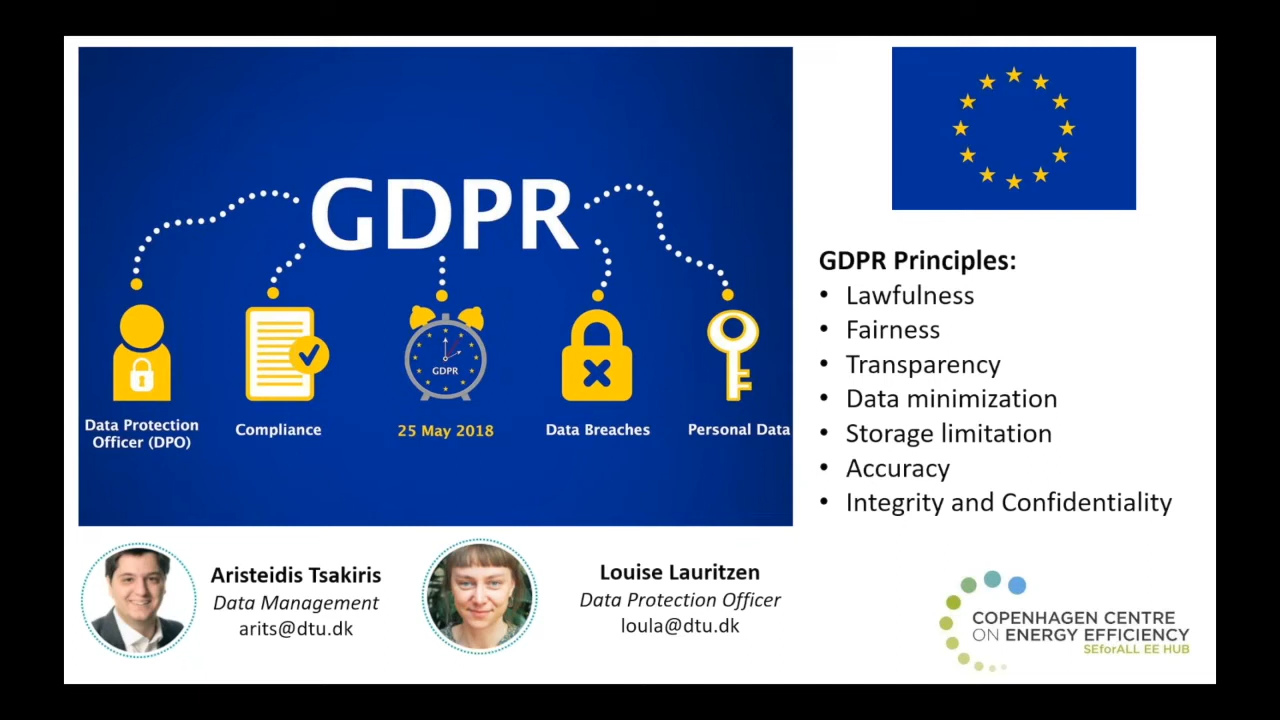 GDPR
Data Protection
Officer (DPO)
Compliance
GDPR
25 May 2018
Data Breaches
Personal Data
GDPR Principles:
• Lawfulness
• Fairness
• Transparency
• Data minimization
• Storage limitation
• Accuracy
• Integrity and Confidentiality
Aristeidis Tsakiris
Data Management
arits@dtu.dk
Louise Lauritzen
Data Protection Officer
loula@dtu.dk
COPENHAGEN CENTRE
ON ENERGY EFFICIENCY
SEforALL EE HUB